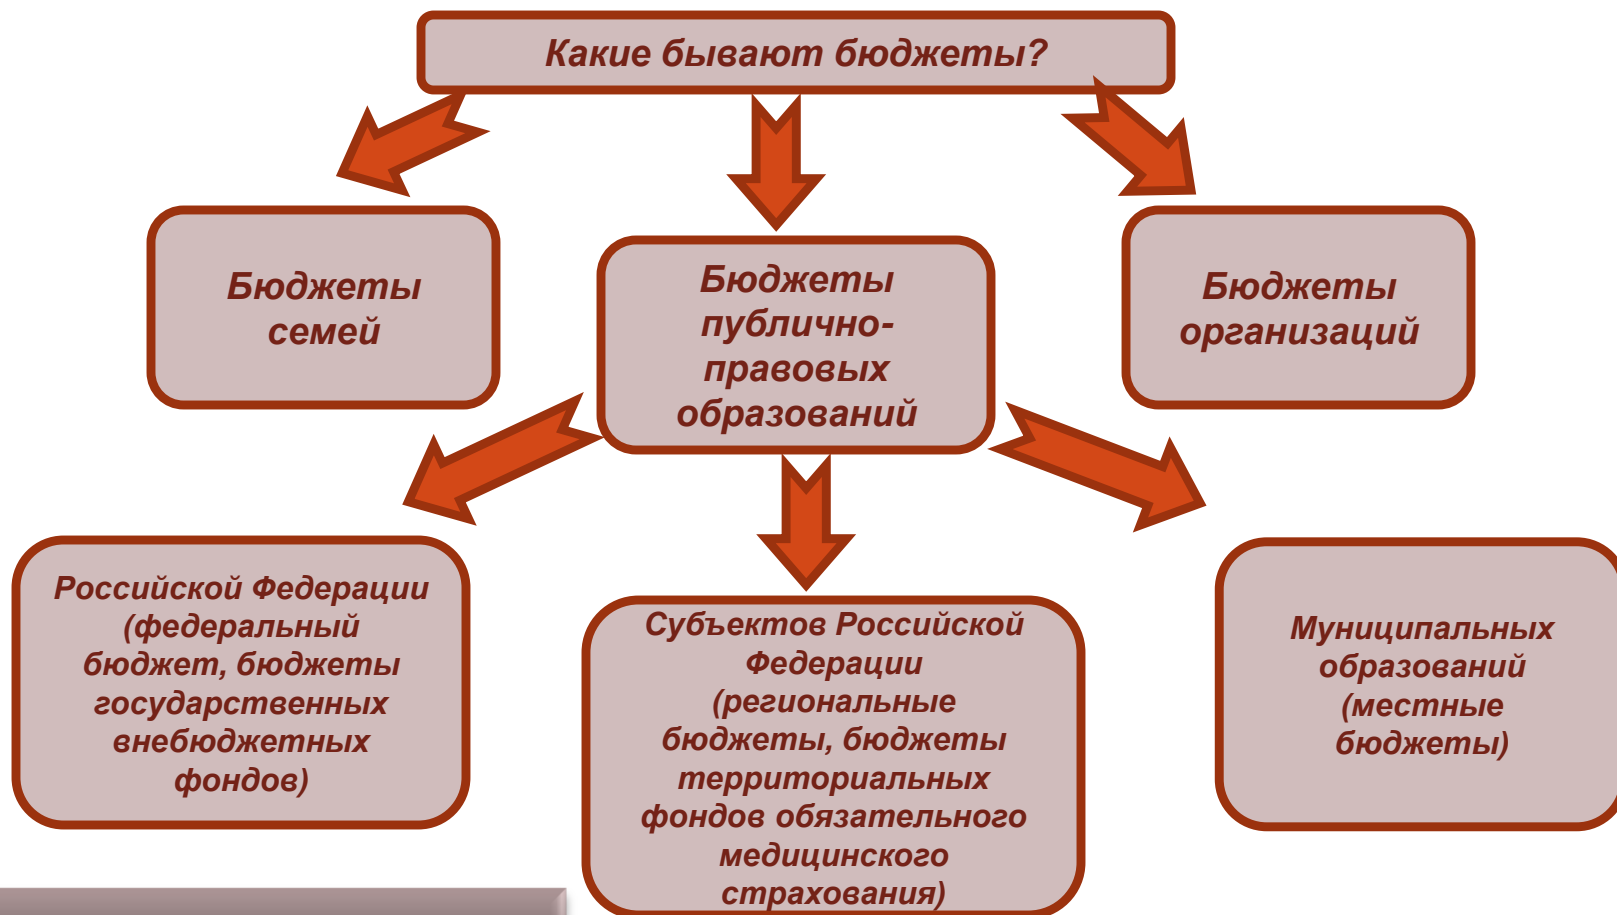 Какие бывают бюджеты?
Бюджеты
семей
Бюджеты
публично-
правовых
образований
Бюджеты
организаций
Российской Федерации
(федеральный
бюджет, бюджеты
государственных
внебюджетных
фондов)
Субъектов Российской
Федерации
(региональные
бюджеты, бюджеты
территориальных
фондов обязательного
медицинского
страхования)
Муниципальных
образований
(местные
бюджеты)